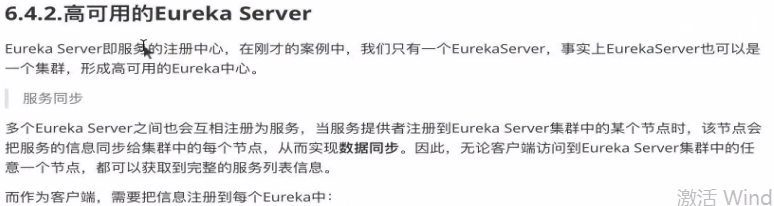 6.4.2.高可用的Eureka Server
Eureka Server即服务的注册中心，在刚才的案例中，我们只有一个EurekaServer，事实上EurekaServer也可以是
一个集群，形成高可用的Eureka中心。
服务同步
多个Eureka Server之间也会互相注册为服务，当服务提供者注册到Eureka Server集群中的某个节点时，该节点会
把服务的信息同步给集群中的每个节点，从而实现数据同步。因此，无论客户端访问到Eureka Server集群中的任
意一个节点，都可以获取到完整的服务列表信息。
而作为客户端，需要把信息注册到每个Eureka中：
激活 Wind